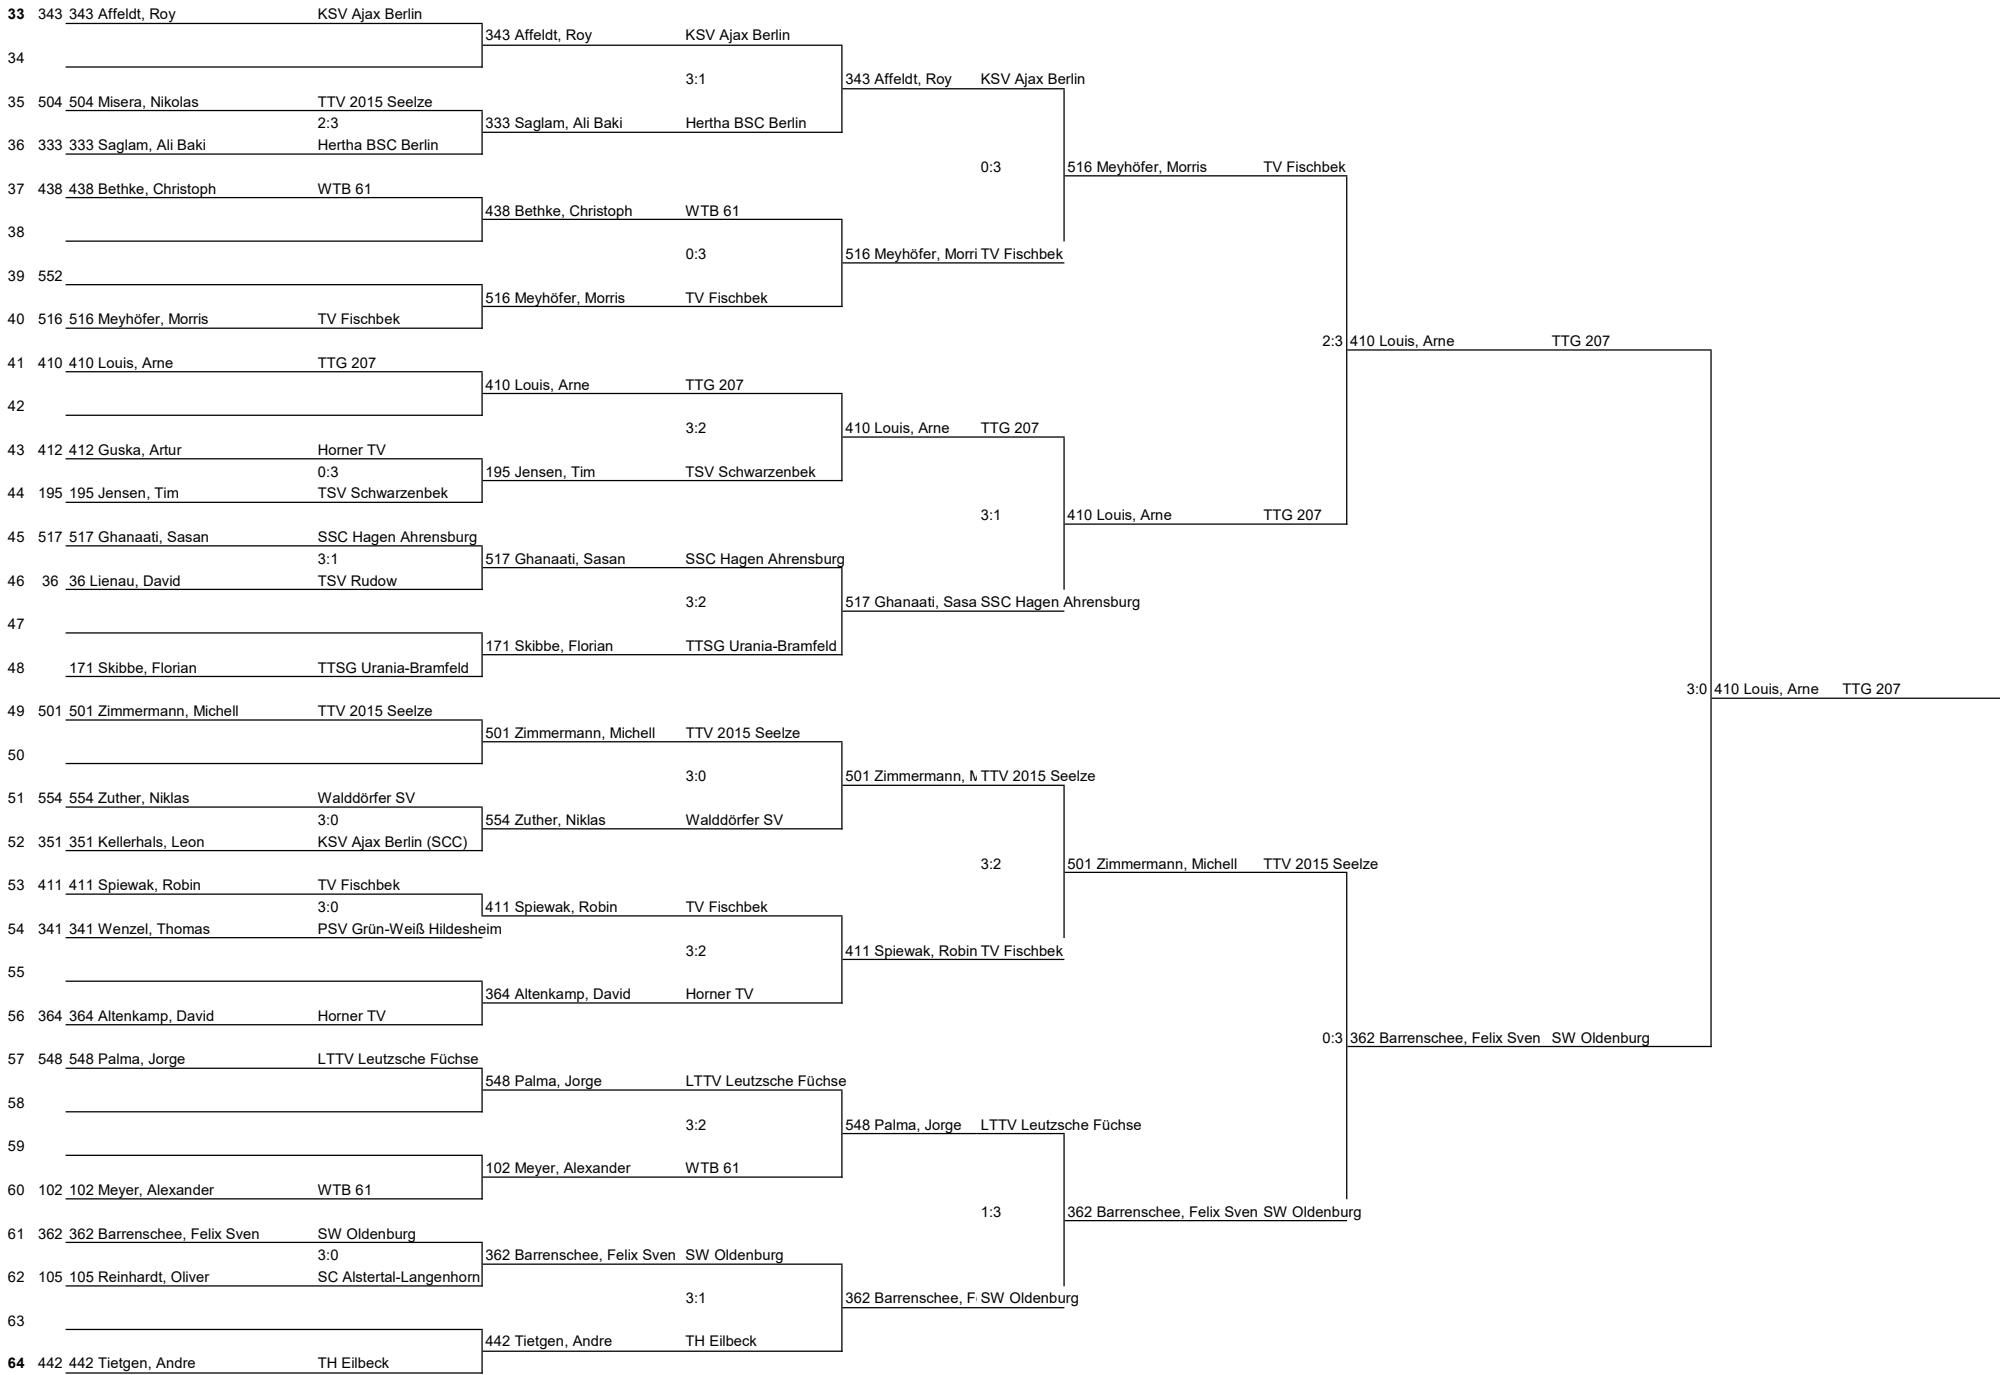 33 343 343 Affeldt, Roy KSV Ajax Berlin
343 Affeldt, Roy KSV Ajax Berlin
34
3:1 343 Affeldt, Roy KSV Ajax Berlin
35 504 504 Misera, Nikolas TTV 2015 Seelze
2:3 333 Saglam, Ali Baki Hertha BSC Berlin
36 333 333 Saglam, Ali Baki Hertha BSC Berlin
0:3 516 Meyhöfer, Morris TV Fischbek
37 438 438 Bethke, Christoph WTB 61
438 Bethke, Christoph WTB 61
38
0:3 516 Meyhöfer, Morri TV Fischbek
39 552
516 Meyhöfer, Morris TV Fischbek
40 516 516 Meyhöfer, Morris TV Fischbek
2:3 410 Louis, Arne TTG 207
41 410 410 Louis, Arne TTG 207
410 Louis, Arne TTG 207
42
3:2 410 Louis, Arne TTG 207
43 412 412 Guska, Artur Horner TV
0:3 195 Jensen, Tim TSV Schwarzenbek
44 195 195 Jensen, Tim TSV Schwarzenbek
3:1 410 Louis, Arne TTG 207
45 517 517 Ghanaati, Sasan SSC Hagen Ahrensburg
3:1 517 Ghanaati, Sasan SSC Hagen Ahrensburg
46 36 36 Lienau, David TSV Rudow
3:2 517 Ghanaati, Sasa SSC Hagen Ahrensburg
47
171 Skibbe, Florian TTSG Urania-Bramfeld
48 171 Skibbe, Florian TTSG Urania-Bramfeld
3:0 410 Louis, Arne TTG 207
49 501 501 Zimmermann, Michell TTV 2015 Seelze
501 Zimmermann, Michell TTV 2015 Seelze
50
3:0 501 Zimmermann, M TTV 2015 Seelze
51 554 554 Zuther, Niklas Walddörfer SV
3:0 554 Zuther, Niklas Walddörfer SV
52 351 351 Kellerhals, Leon KSV Ajax Berlin (SCC)
3:2 501 Zimmermann, Michell TTV 2015 Seelze
53 411 411 Spiewak, Robin TV Fischbek
3:0 411 Spiewak, Robin TV Fischbek
54 341 341 Wenzel, Thomas PSV Grün-Weiß Hildesheim
3:2 411 Spiewak, Robin TV Fischbek
55
364 Altenkamp, David Horner TV
56 364 364 Altenkamp, David Horner TV
0:3 362 Barrenschee, Felix Sven SW Oldenburg
57 548 548 Palma, Jorge LTTV Leutzsche Füchse
548 Palma, Jorge LTTV Leutzsche Füchse
58
3:2 548 Palma, Jorge LTTV Leutzsche Füchse
59
102 Meyer, Alexander WTB 61
60 102 102 Meyer, Alexander WTB 61
1:3 362 Barrenschee, Felix Sven SW Oldenburg
61 362 362 Barrenschee, Felix Sven SW Oldenburg
3:0 362 Barrenschee, Felix Sven SW Oldenburg
62 105 105 Reinhardt, Oliver SC Alstertal-Langenhorn
3:1 362 Barrenschee, F SW Oldenburg
63
442 Tietgen, Andre TH Eilbeck
64 442 442 Tietgen, Andre TH Eilbeck